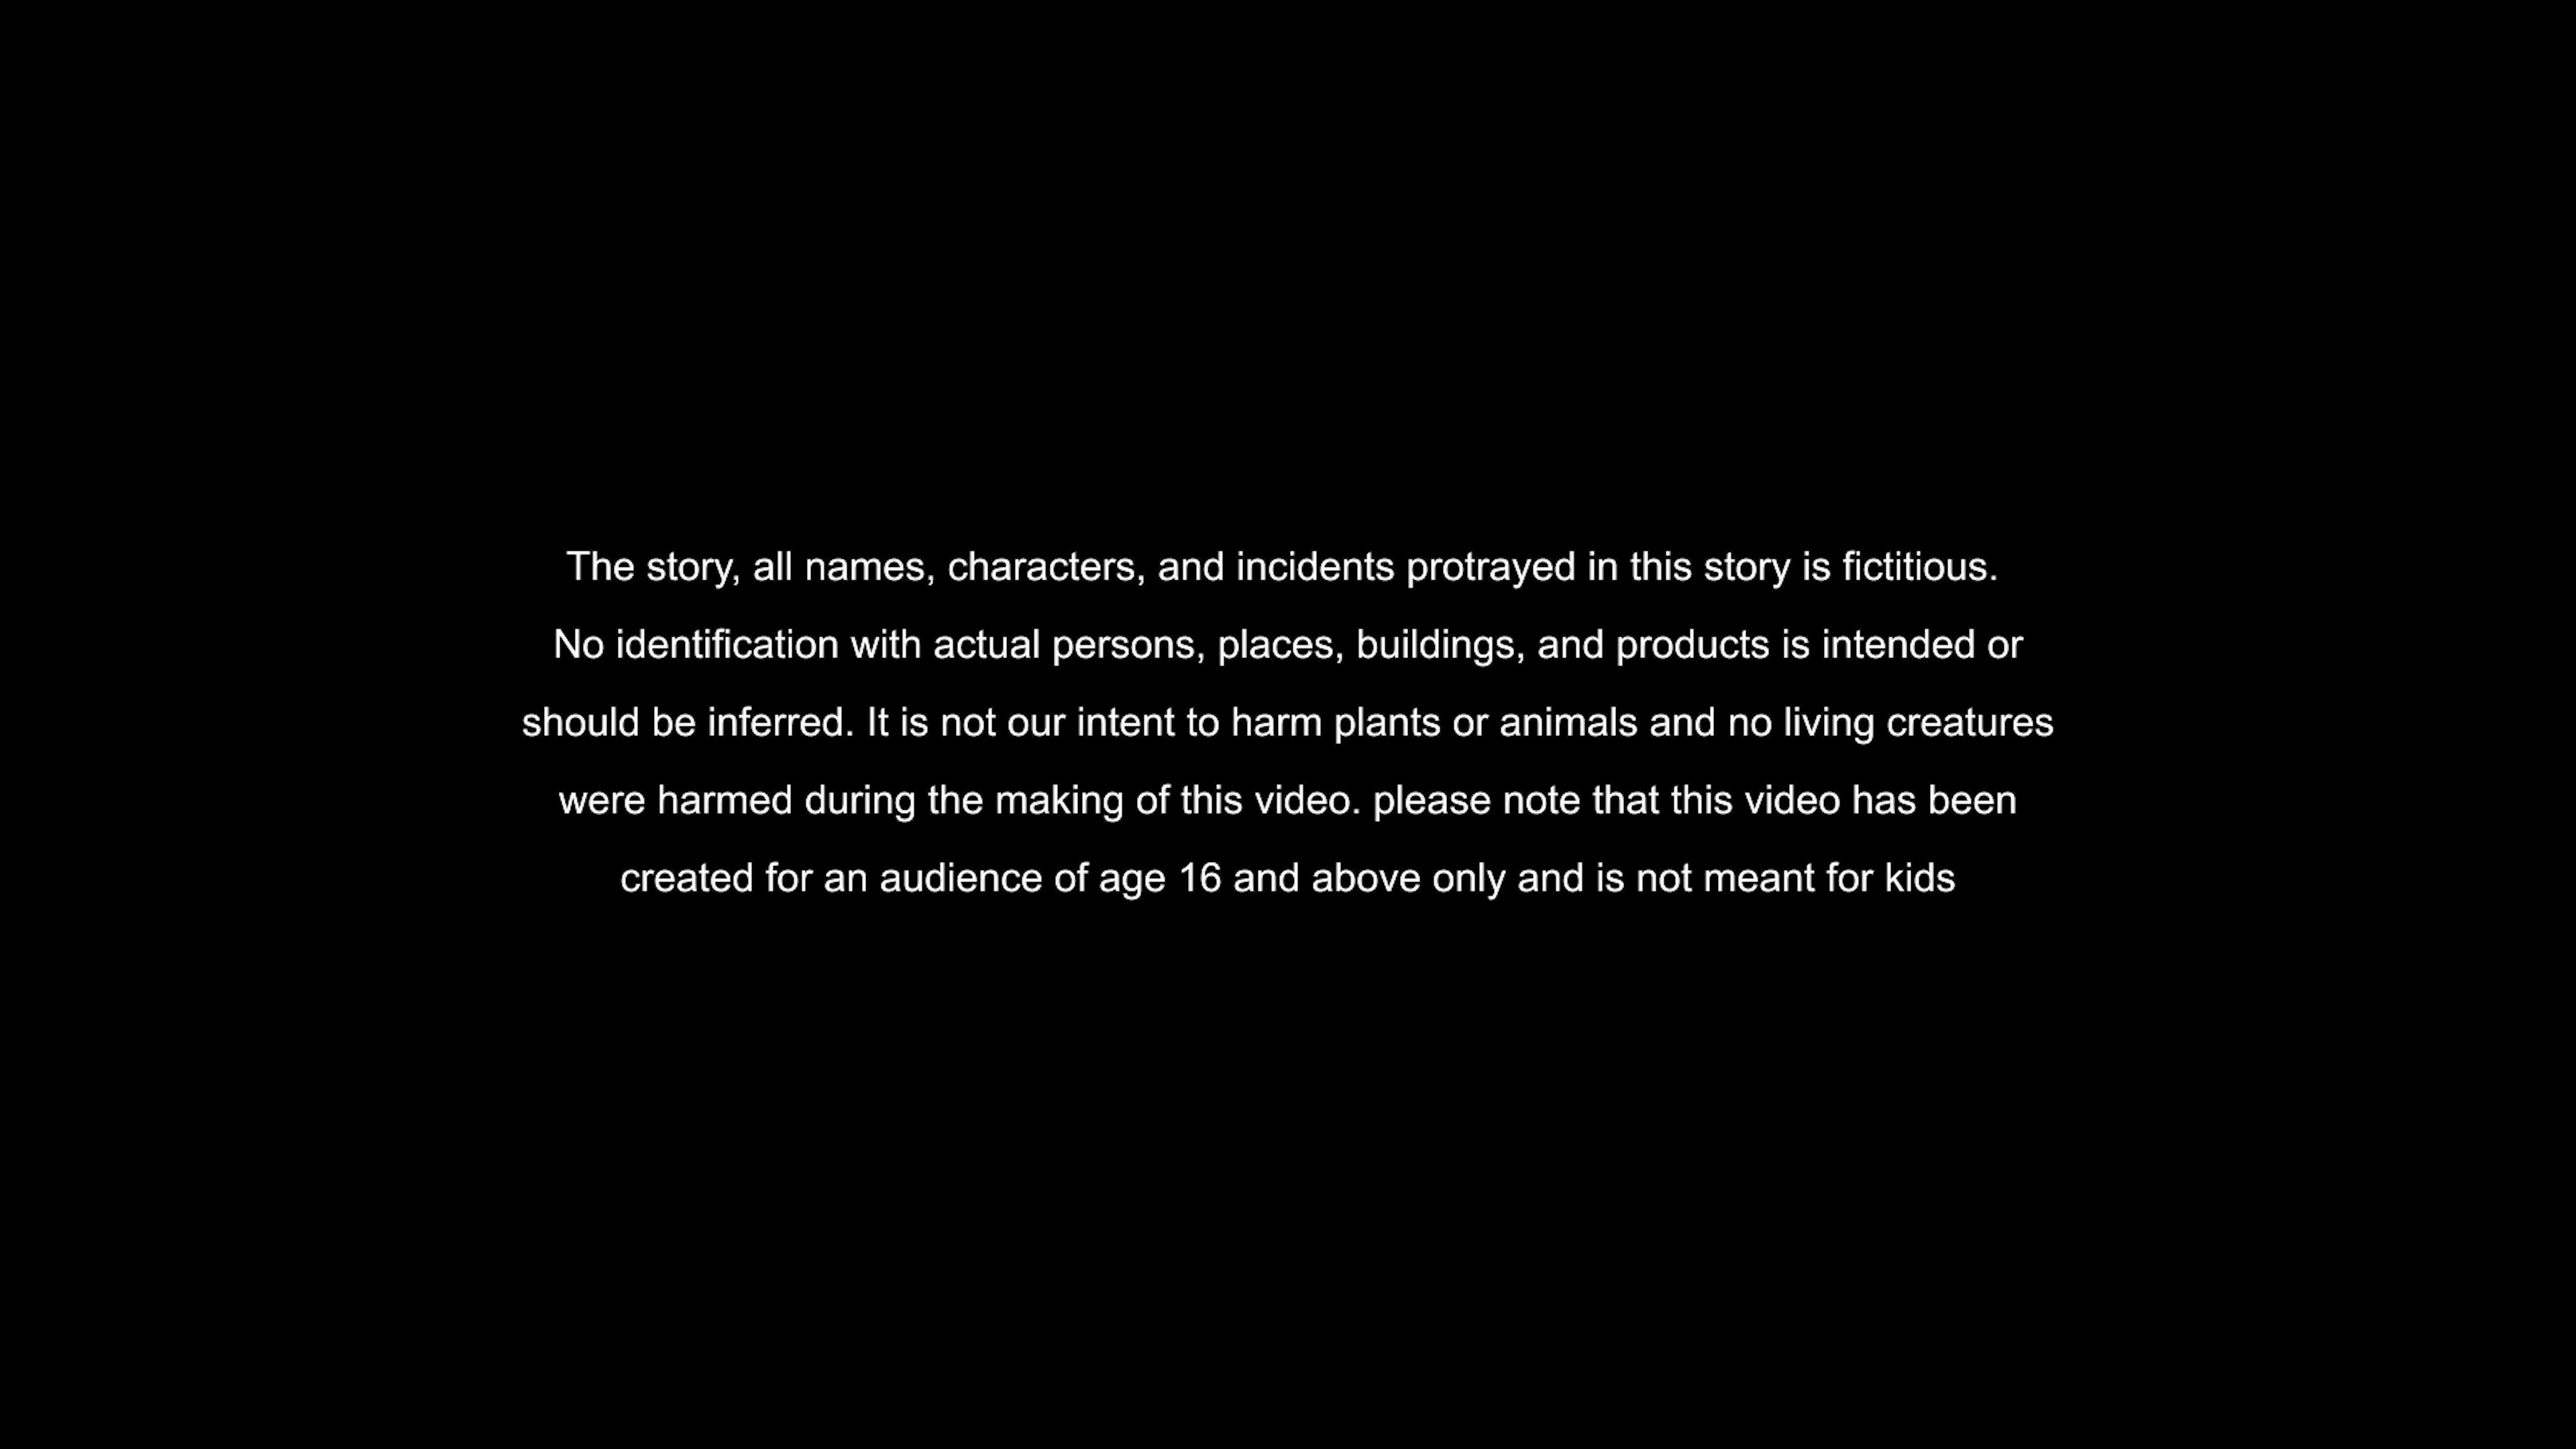 The story, all names, characters, and incidents protrayed in this story is fictitious.
No identification with actual persons, places, buildings, and products is intended or
should be inferred. It is not our intent to harm plants or animals and no living creatures
were harmed during the making of this video. please note that this video has been
created for an audience of age 16 and above only and is not meant for kids